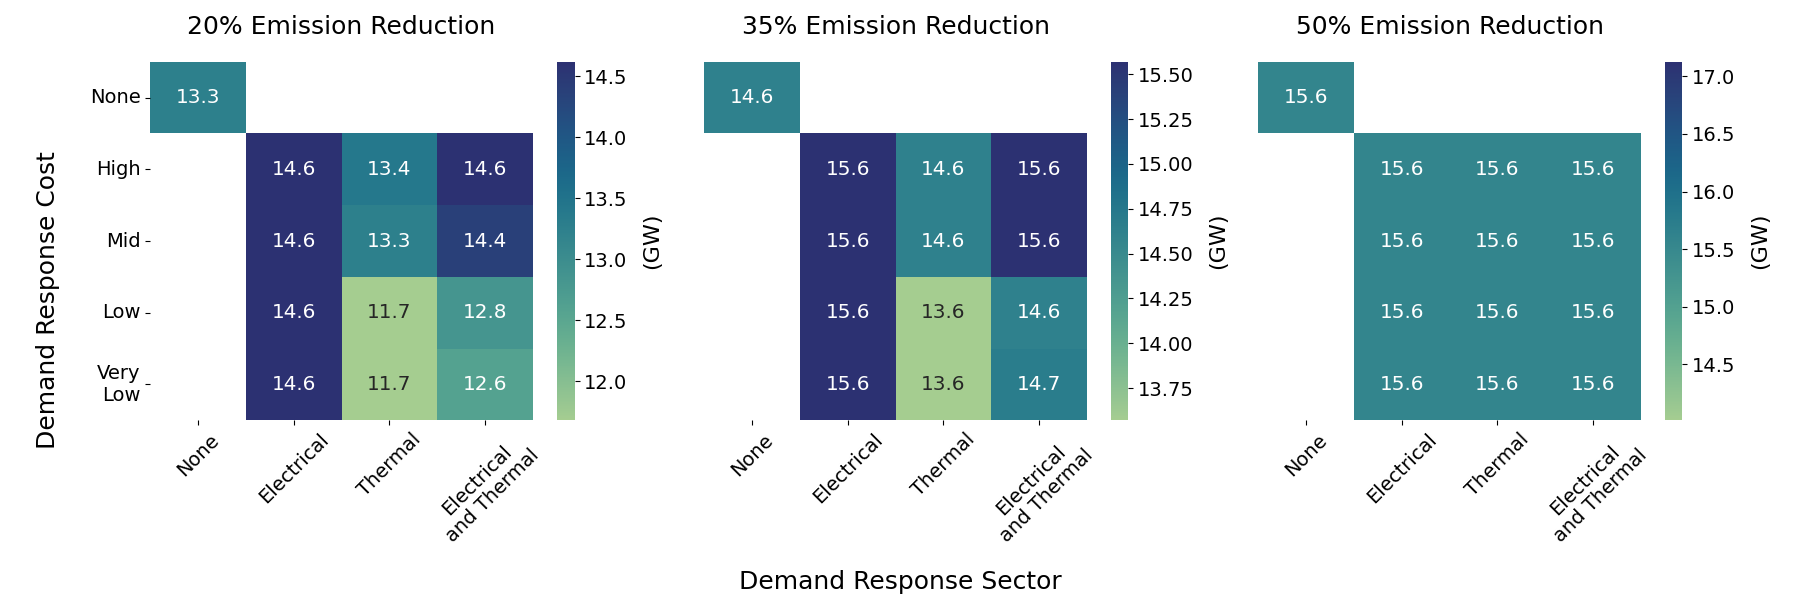 20% Emission Reduction
35% Emission Reduction
50% Emission Reduction
Demand Response Cost
None
High
Mid
Low
Very
Low
13.3
14.6 13.4 14.6
14.6 13.3 14.4
14.6 11.7 12.8
14.6 11.7 12.6
None
Electrical
Thermal
Electrical
and Thermal
14.5
14.0
13.5
13.0
12.5
12.0
(GW)
14.6
15.6 14.6 15.6
15.6 14.6 15.6
15.6 13.6 14.6
15.6 13.6 14.7
None
Electrical
Thermal
Electrical
and Thermal
15.50
15.25
15.00
14.75
14.50
14.25
14.00
13.75
(GW)
15.6
15.6 15.6 15.6
15.6 15.6 15.6
15.6 15.6 15.6
15.6 15.6 15.6
None
Electrical
Thermal
Electrical
and Thermal
17.0
16.5
16.0
15.5
15.0
14.5
(GW)
Demand Response Sector